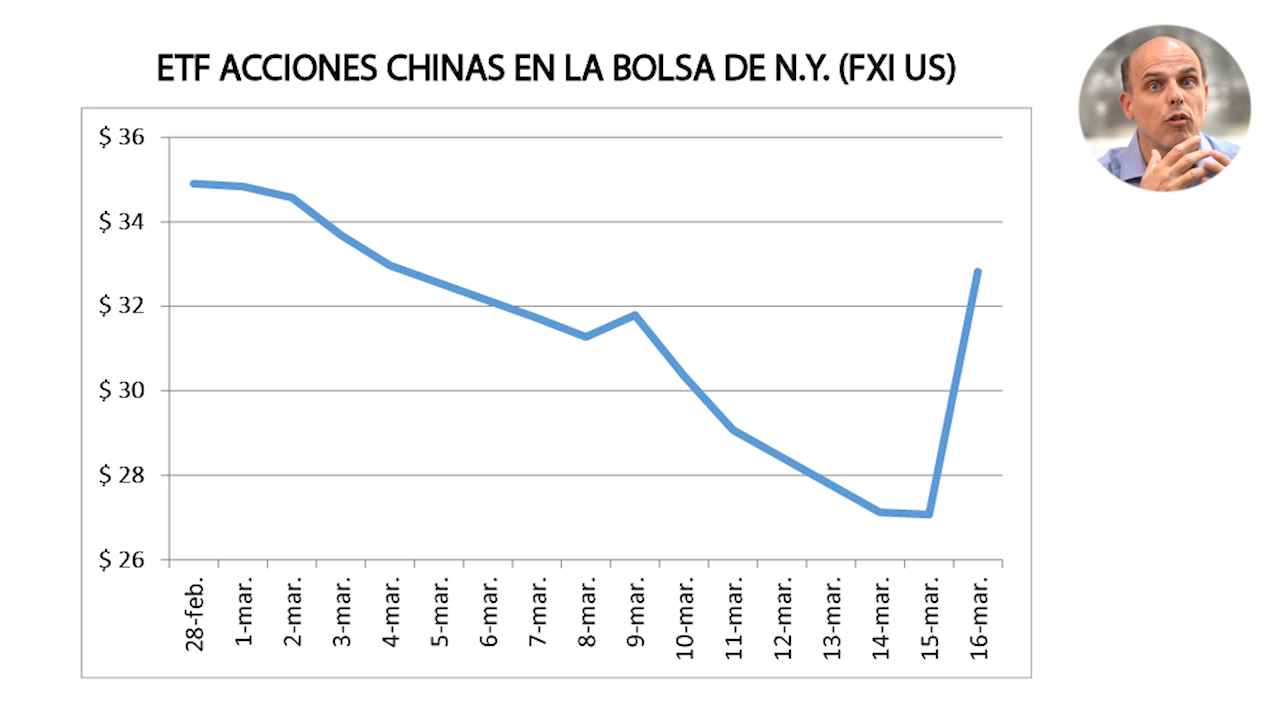 ETF ACCIONES CHINAS EN LA BOLSA DE N.Y. (FXI US)
$ 36
$ 34
$ 32
$ 30
$ 28
$ 26
28-feb.
1-mar.
2-mar.
3-mar.
4-mar.
5-mar.
6-mar.
7-mar.
8-mar.
9-mar.
10-mar.
11-mar.
12-mar.
13-mar.
14-mar.
15-mar.
16-mar.